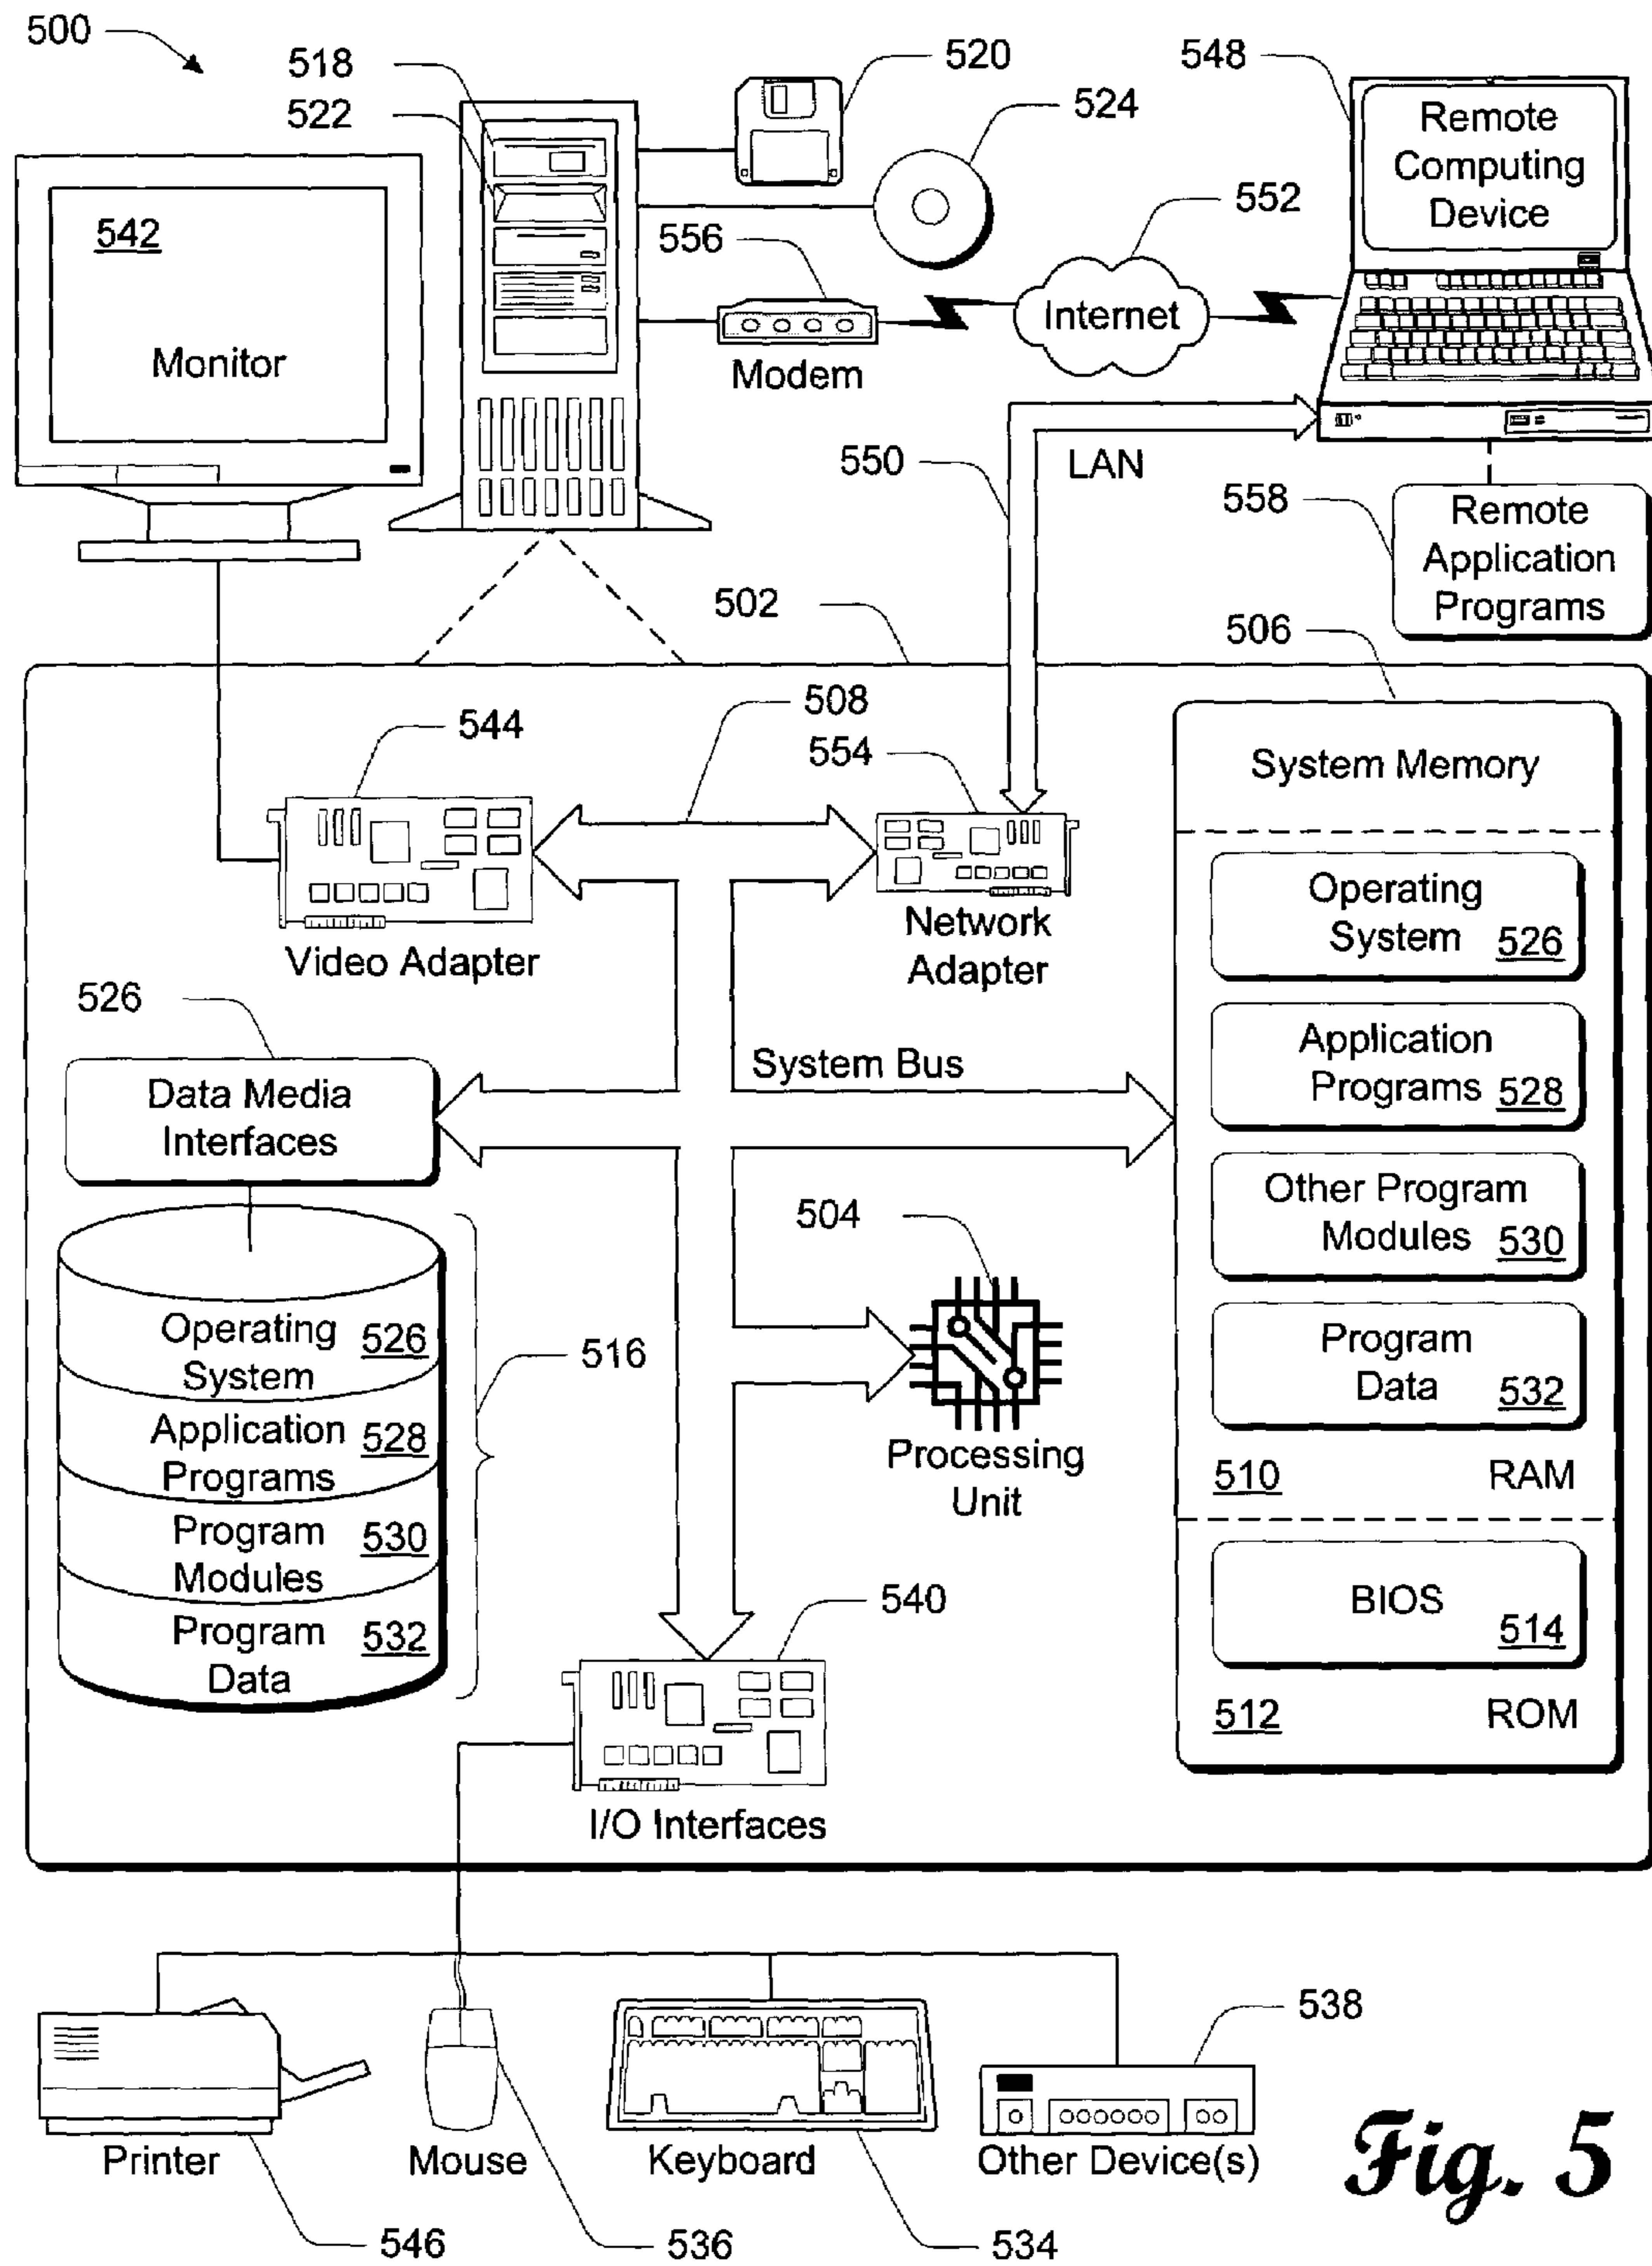 500
518
522
520
524
548
Remote
Computing
Device
542
Monitor
556
Modem
552
Internet
550
LAN
558
Remote
Application
Programs
502
506
544
508
554
System Memory
Video Adapter
Network
Adapter
Operating
System 526
526
Data Media
Interfaces
System Bus
Application
Programs 528
Other Program
Modules 530
504
Processing
Unit
Program
Data 532
510 RAM
Operating
System 526
516
Application
Programs 528
Program
Modules 530
Program
Data 532
BIOS
514
512 ROM
540
I/O Interfaces
Printer
546
Mouse
536
Keyboard
534
538
Other Device(s)
Fig. 5